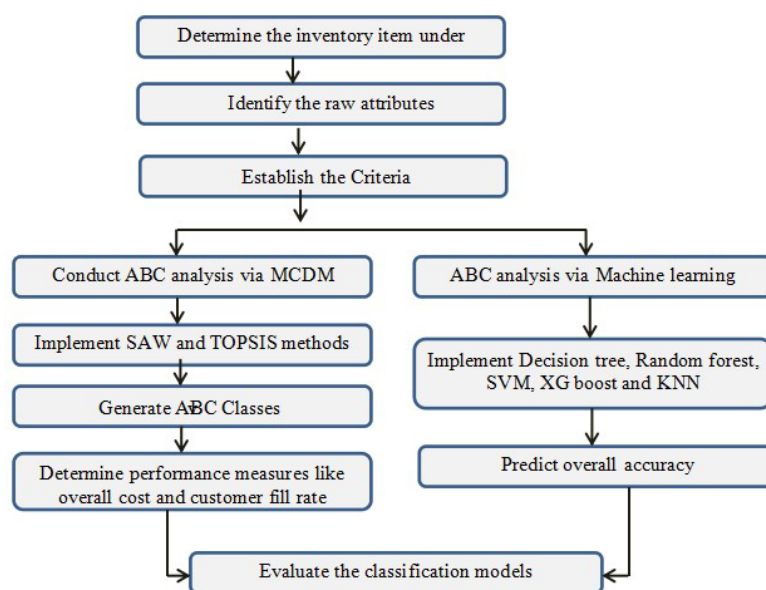 Determine the inventory item under
Identify the raw attributes
Establish the Criteria
Conduct ABC analysis via MCDM
ABC analysis via Machine learning
Implement SAW and TOPSIS methods
Implement Decision tree, Random forest,
SVM, XG boost and KNN
Generate ABC Classes
Determine performance measures like
overall cost and customer fill rate
Predict overall accuracy
Evaluate the classification models